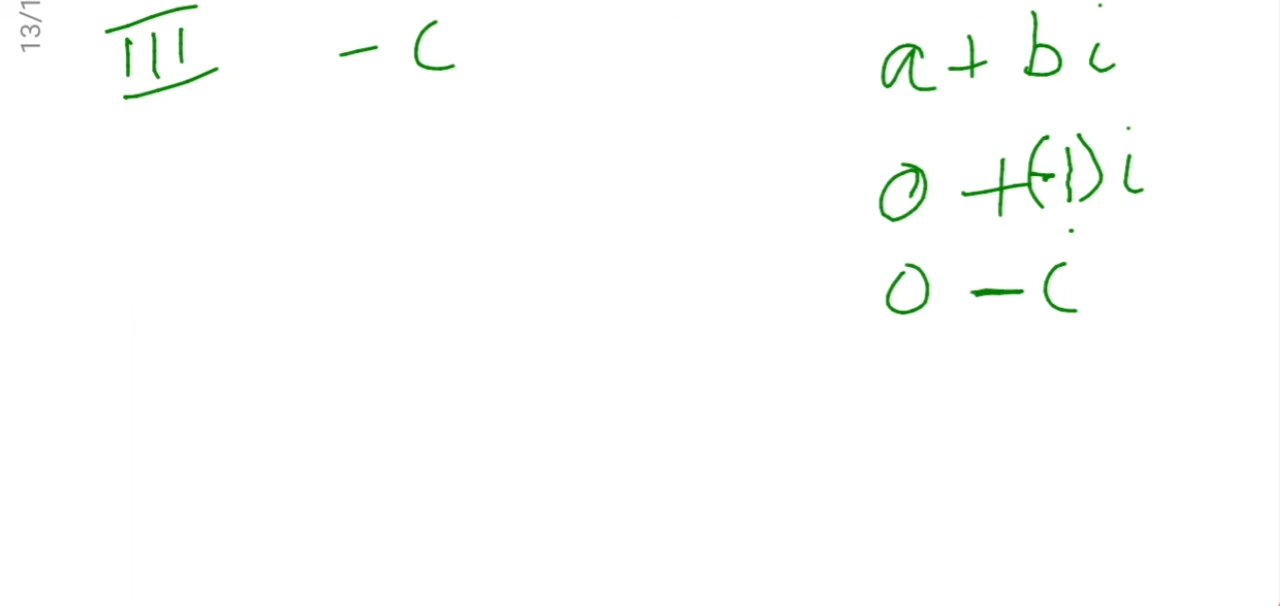 13/1
III - i
a + bi
0 + (-1) i
0 - i